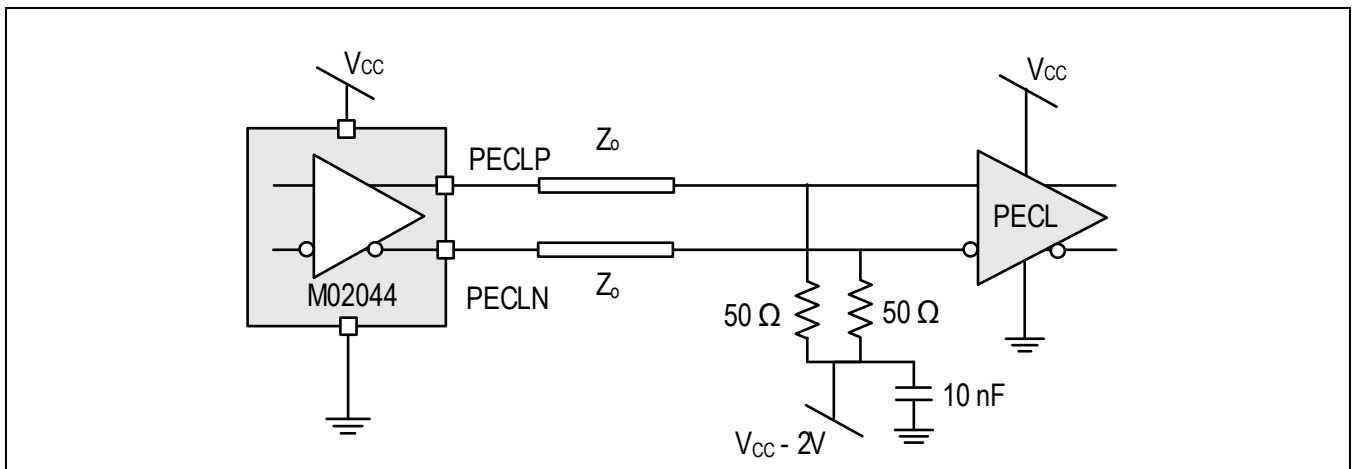 Vcc
Vcc
Zo
PECLP
PECL
M02044
PECLN
Zo
50 Ω
50 Ω
10 nF
VCC - 2V